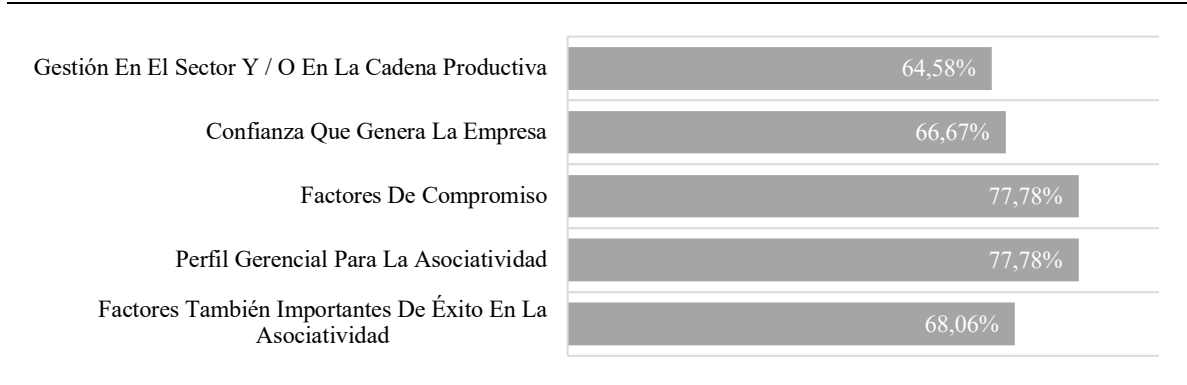 Gestión En El Sector Y / O En La Cadena Productiva
64,58%
Confianza Que Genera La Empresa
66,67%
Factores De Compromiso
77,78%
Perfil Gerencial Para La Asociatividad
77,78%
Factores También Importantes De Éxito En La
Asociatividad
68,06%